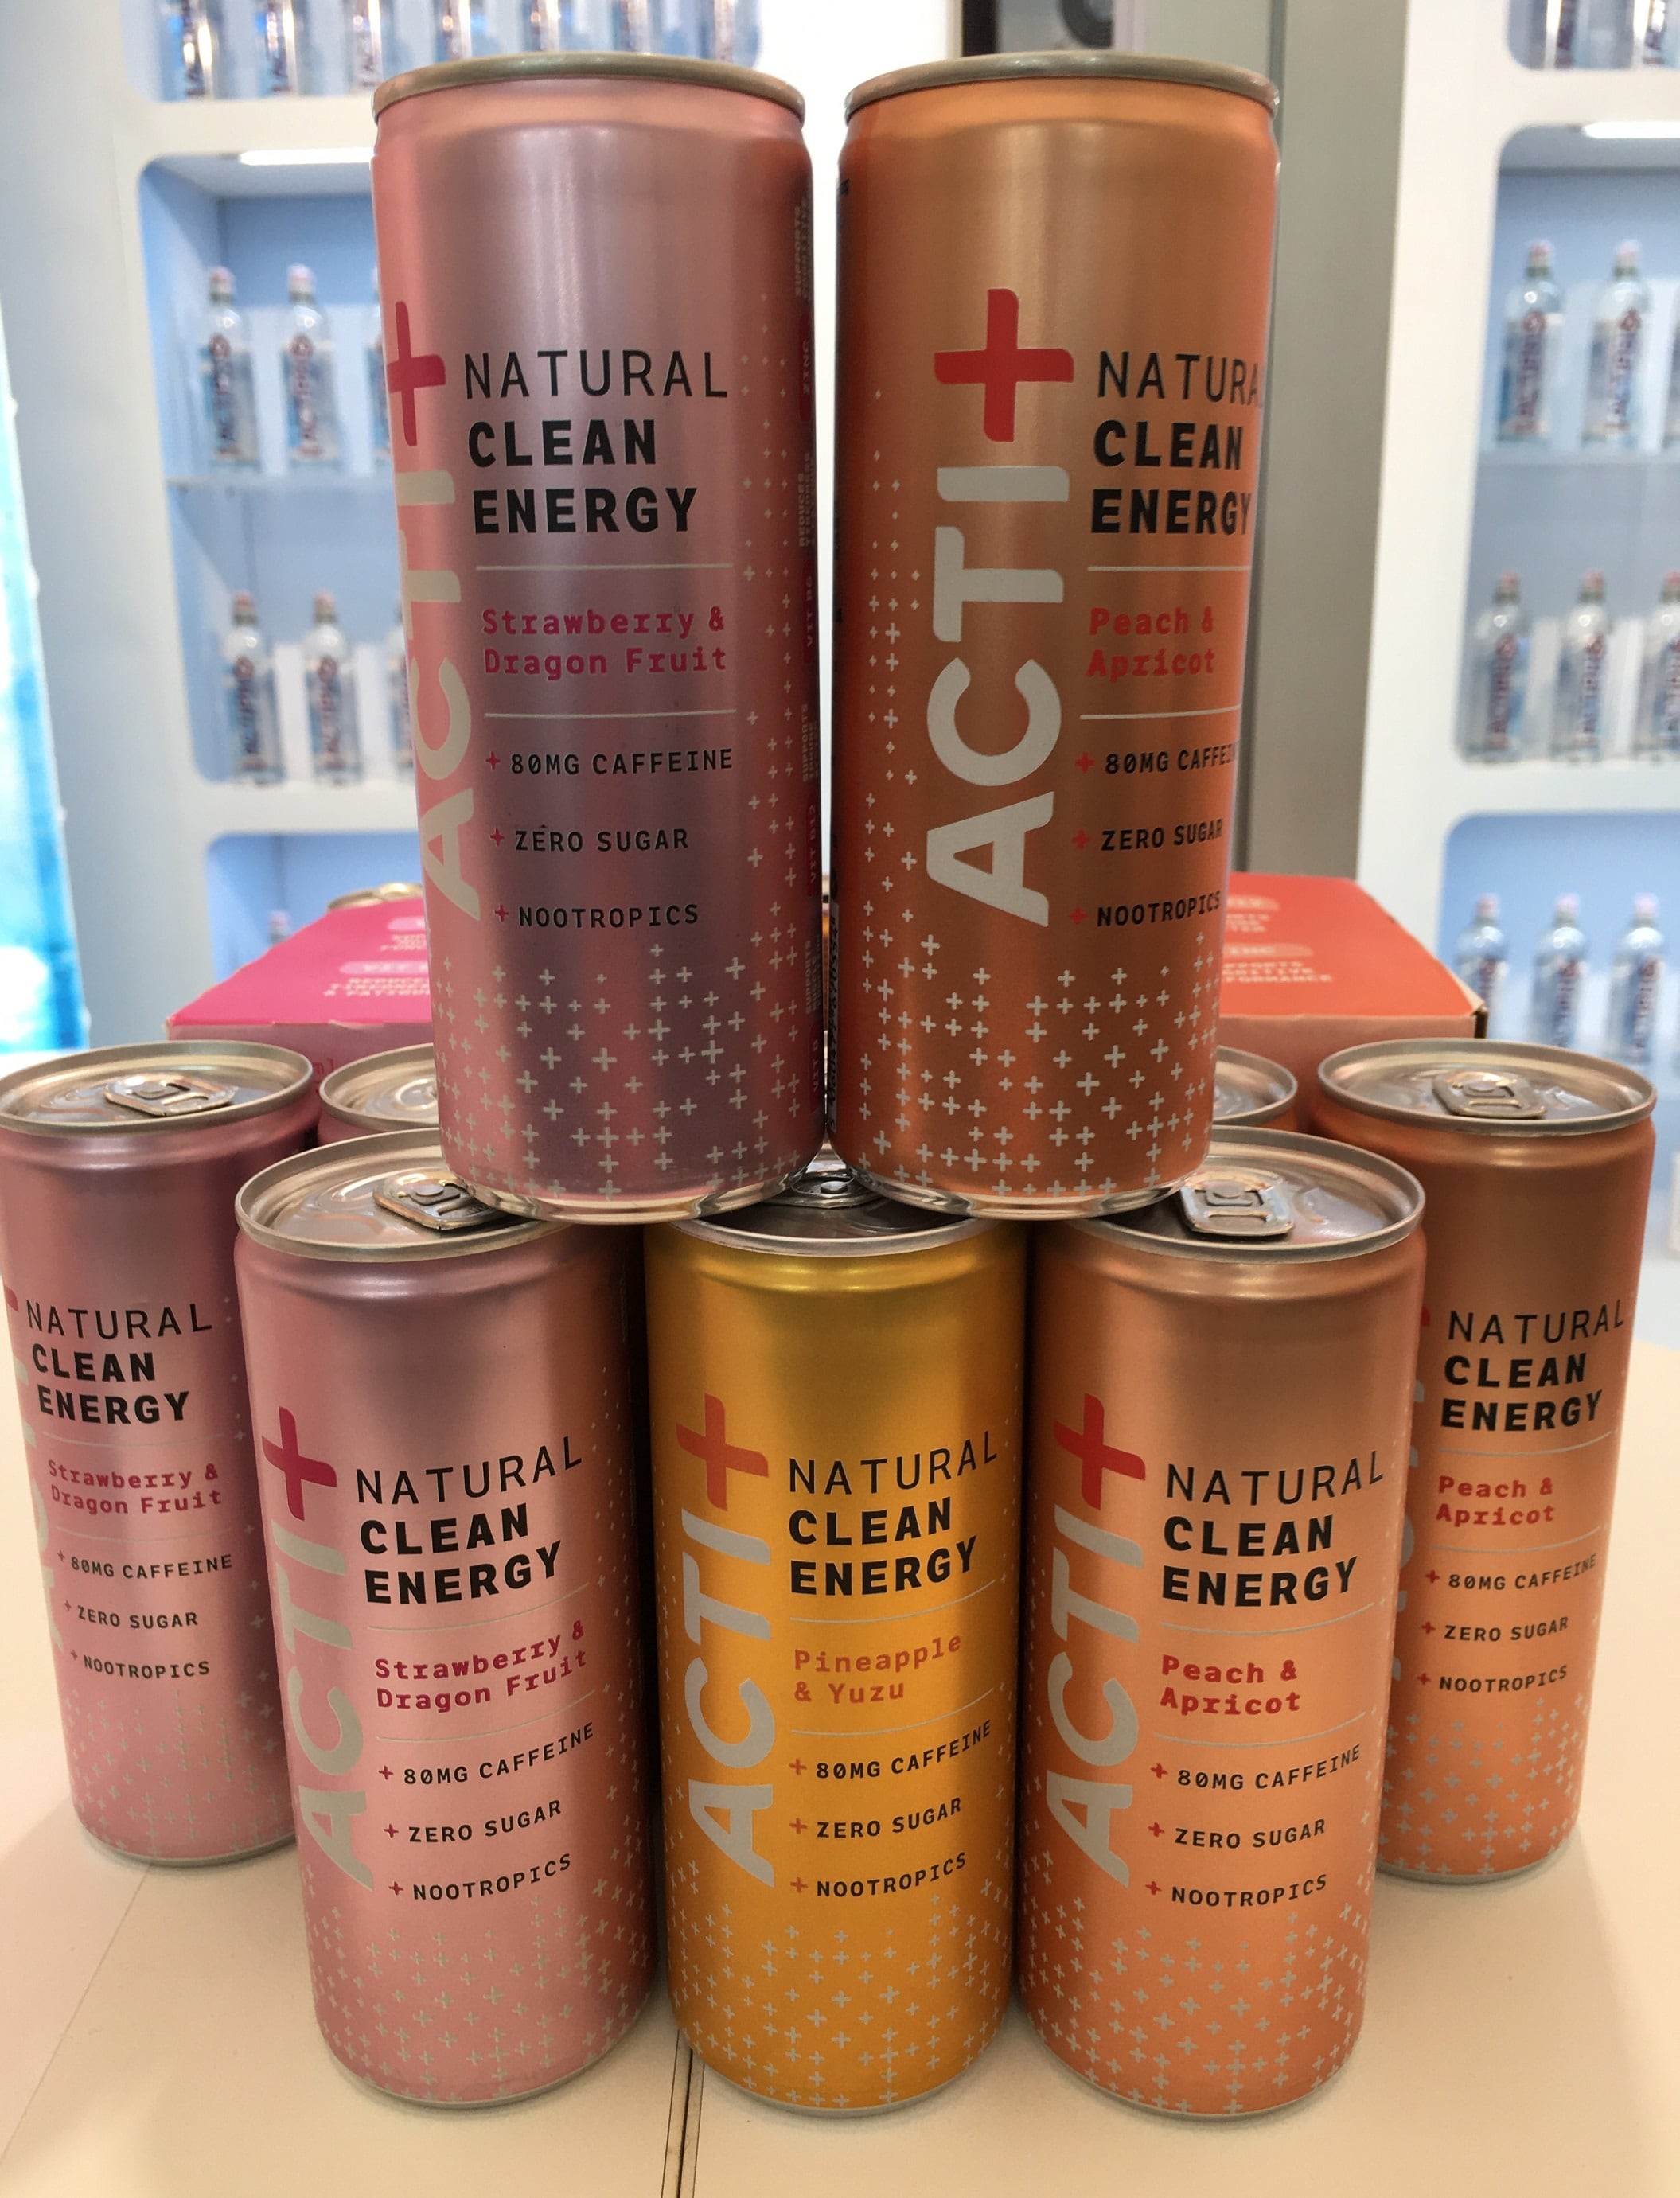 ACTI+
NATURAL
CLEAN
ENERGY
Strawberry &
Dragon Fruit
+ 80MG CAFFEINE
+ ZERO SUGAR
+ NOOTROPICS
ACTI+
NATURAL
CLEAN
ENERGY
Peach &
Apricot
+ 80MG CAFFEINE
+ ZERO SUGAR
+ NOOTROPICS
NATURAL
CLEAN
ENERGY
Strawberry &
Dragon Fruit
+ 80MG CAFFEINE
+ ZERO SUGAR
+ NOOTROPICS
ACTI+
NATURAL
CLEAN
ENERGY
Strawberry &
Dragon Fruit
+ 80MG CAFFEINE
+ ZERO SUGAR
+ NOOTROPICS
ACTI+
NATURAL
CLEAN
ENERGY
Pineapple
& Yuzu
+ 80MG CAFFEINE
+ ZERO SUGAR
+ NOOTROPICS
ACTI+
NATURAL
CLEAN
ENERGY
Peach &
Apricot
+ 80MG CAFFEINE
+ ZERO SUGAR
+ NOOTROPICS
NATURAL
CLEAN
ENERGY
Peach &
Apricot
+ 80MG CAFFEINE
+ ZERO SUGAR
+ NOOTROPICS